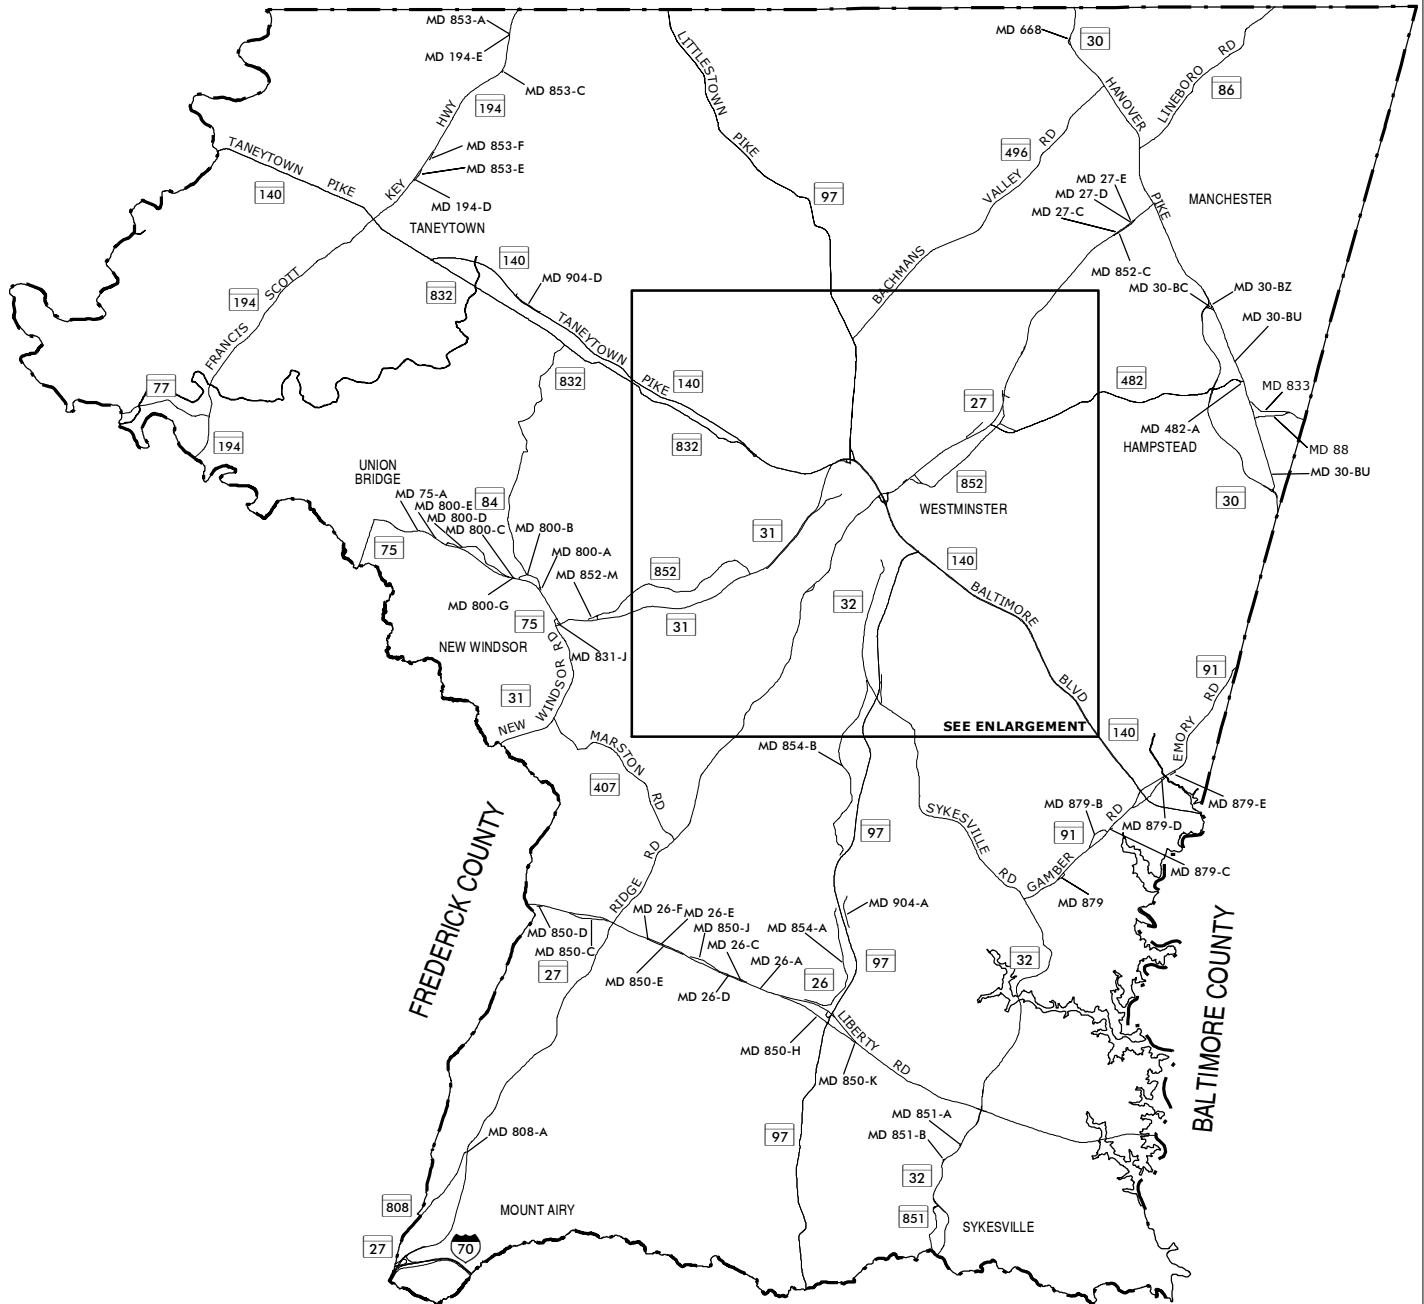 MD 853-A
MD 194-E
MD 853-C
HWY
194
MD 853-F
MD 853-E
KEY
MD 194-D
TANEYTOWN
TANEYTOWN
PIKE
140
LITTLESTOWN
PIKE
97
MD 668
30
HANOVER
LINEBORO
RD
86
496
RD
VALLEY
BACHMANS
MD 27-E
MD 27-D
MD 27-C
PIKE
MANCHESTER
MD 852-C
MD 30-BC
MD 30-BZ
MD 30-BU
140
MD 904-D
832
194
SCOTT
FRANCIS
TANEYTOWN
PIKE
140
832
832
77
194
27
482
MD 833
MD 482-A
HAMPSTEAD
MD 88
MD 30-BU
30
UNION
BRIDGE
MD 75-A
MD 800-E
MD 800-D
MD 800-C
84
MD 800-B
MD 800-A
MD 852-M
75
MD 800-G
75
NEW WINDSOR
MD 831-J
852
31
31
852
WESTMINSTER
140
BALTIMORE
BLVD
32
31
NEW
WINDSOR
RD
MARSTON
RD
407
SEE ENLARGEMENT
140
91
EMORY
RD
MD 854-B
97
SYKESVILLE
RD
MD 879-B
91
GAMBER
RD
MD 879-E
MD 879-D
MD 879-C
MD 879
FREDERICK COUNTY
RIDGE
RD
MD 850-D
MD 850-C
27
MD 26-F
MD 26-E
MD 850-J
MD 26-C
MD 26-A
MD 850-E
MD 26-D
26
MD 854-A
MD 904-A
97
32
MD 850-H
LIBERTY
RD
MD 850-K
BALTIMORE COUNTY
97
MD 851-A
MD 851-B
32
851
SYKESVILLE
MD 808-A
808
27
70
MOUNT AIRY